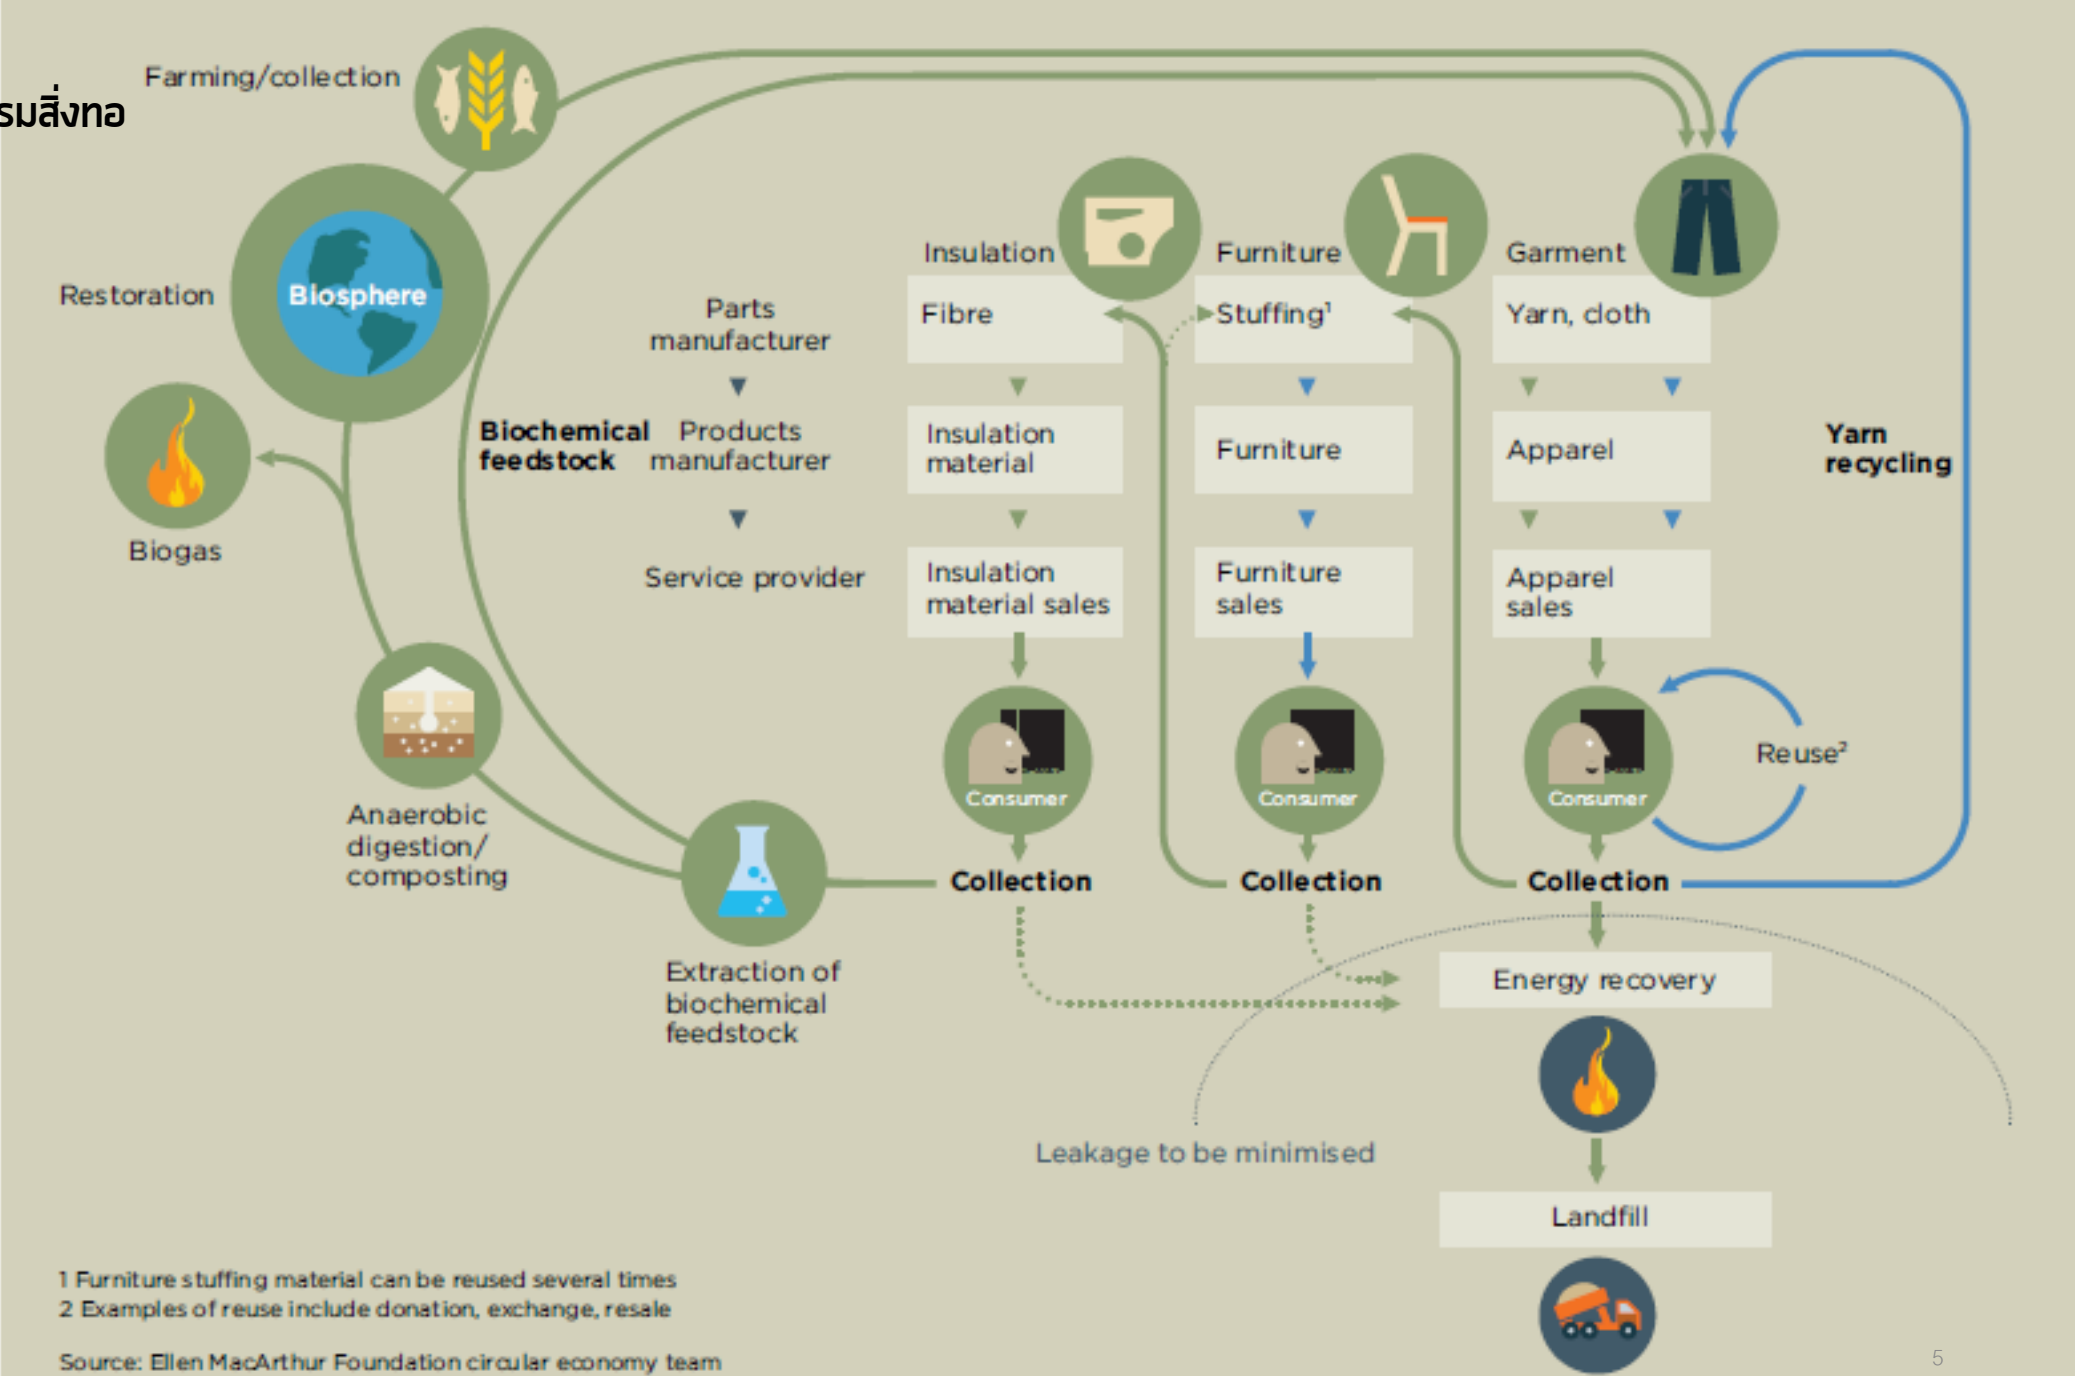 Farming/collection
รมสิ่งทอ
Restoration
Biosphere
Biogas
Biochemical
feedstock
Anaerobic
digestion/
composting
Extraction of
biochemical
feedstock
Parts
manufacturer
Products
manufacturer
Service provider
Insulation
Fibre
Insulation
material
Insulation
material sales
Consumer
Collection
Furniture
Stuffing¹
Furniture
Furniture
sales
Consumer
Collection
Garment
Yarn, cloth
Apparel
Apparel
sales
Consumer
Collection
Yarn
recycling
Reuse²
Energy recovery
Leakage to be minimised
Landfill
1 Furniture stuffing material can be reused several times
2 Examples of reuse include donation, exchange, resale
Source: Ellen MacArthur Foundation circular economy team
5